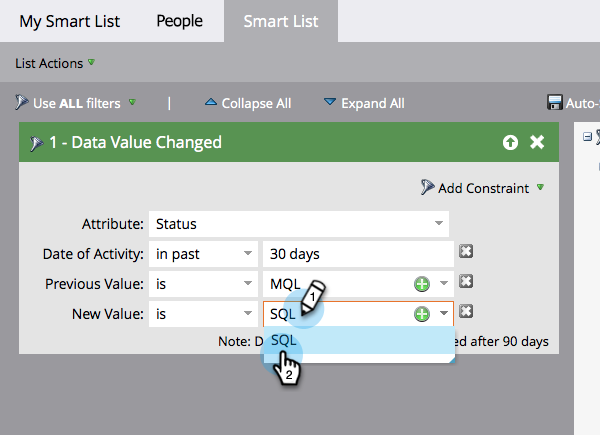 My Smart List People Smart List
List Actions
Use ALL filters | Collapse All Expand All Auto-
1 - Data Value Changed
Add Constraint
Attribute: Status
Date of Activity: in past 30 days
Previous Value: is MQL
New Value: is SQL
1
SQL
Note: D ed after 90 days
2